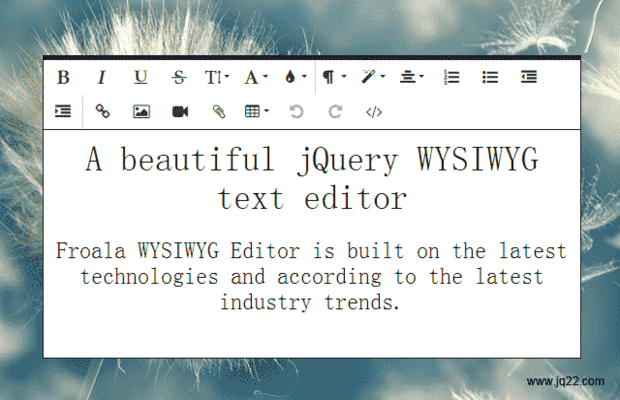 B I U S T A ¶
</>
A beautiful jQuery WYSIWYG
text editor
Froala WYSIWYG Editor is built on the latest
technologies and according to the latest
industry trends.
www.jq22.com